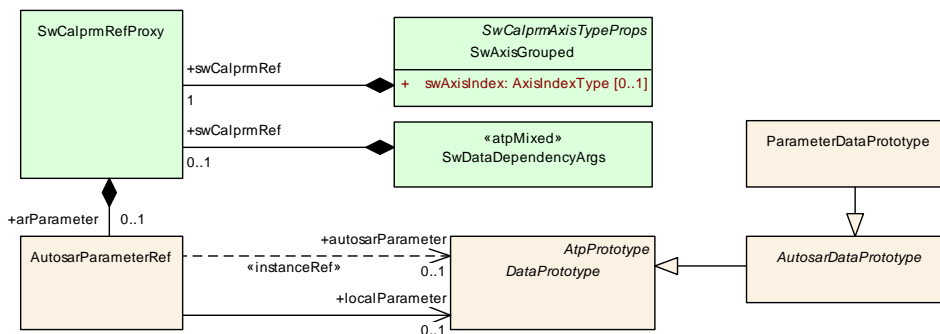 SwCalprmRefProxy
SwCalprmAxisTypeProps
SwAxisGrouped
+ swAxisIndex: AxisIndexType [0..1]
+swCalprmRef
1
+swCalprmRef
0..1
«atpMixed»
SwDataDependencyArgs
ParameterDataPrototype
+arParameter
0..1
AutosarParameterRef
+autosarParameter
«instanceRef»
0..1
+localParameter
0..1
AtpPrototype
DataPrototype
AutosarDataPrototype